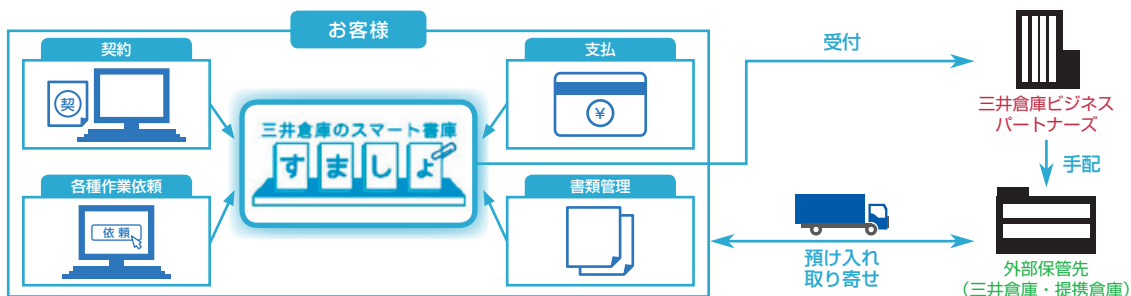 お客様
契約
契
支払
¥
三井倉庫のスマート書庫
すましょ
各種作業依頼
依頼
書類管理
受付
三井倉庫ビジネス
パートナーズ
手配
預け入れ
取り寄せ
外部保管先
（三井倉庫・提携倉庫）